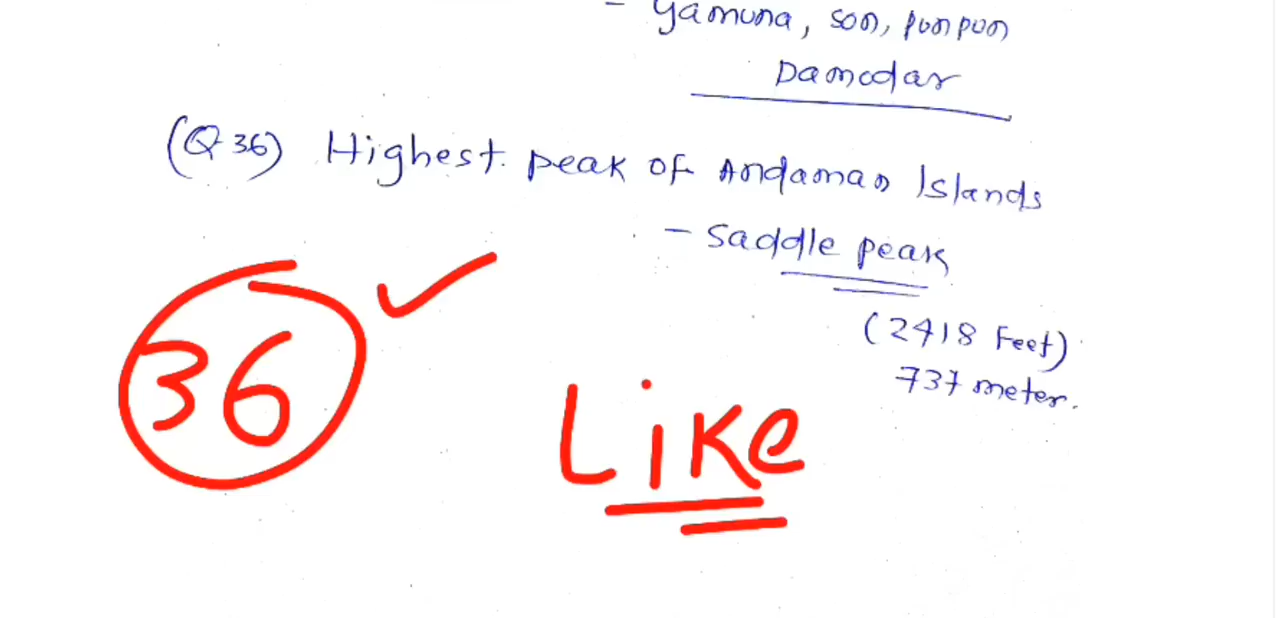 - Yamuna, son, punpun
Damodar
(Q 36) Highest peak of Andaman Islands
- Saddle peak
(2418 Feet)
737 meter.
36
Like